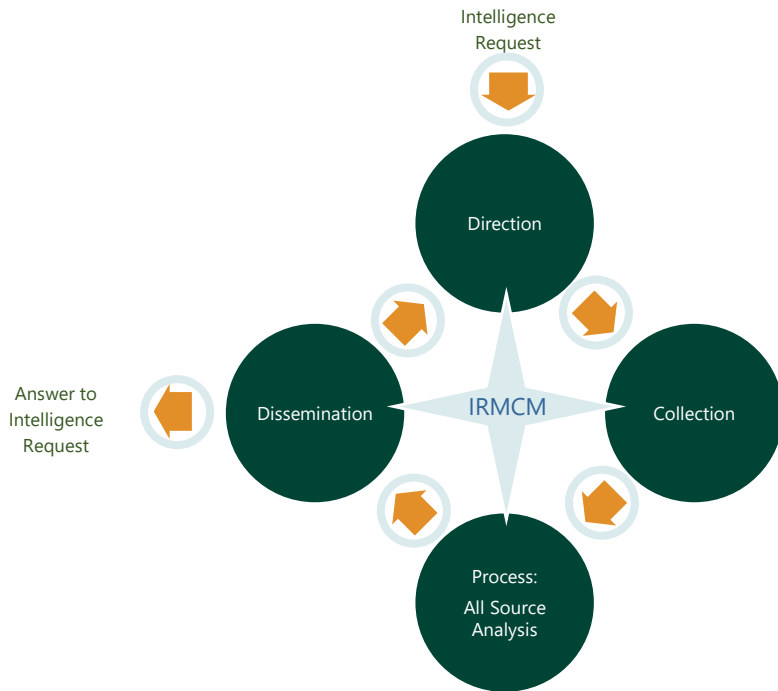 Intelligence
Request
Direction
Answer to
Intelligence
Request
Dissemination
IRMCM
Collection
Process:
All Source
Analysis